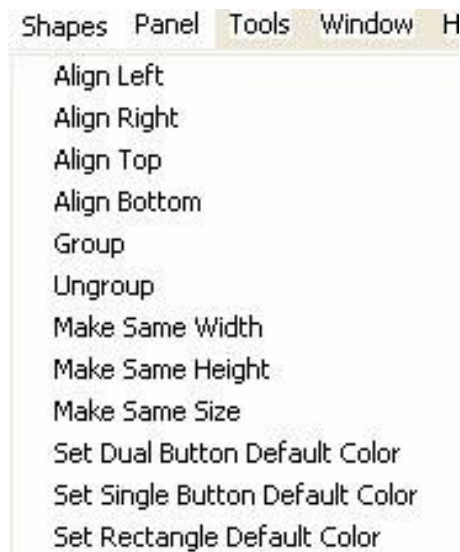 Shapes Panel Tools Window H
Align Left
Align Right
Align Top
Align Bottom
Group
Ungroup
Make Same Width
Make Same Height
Make Same Size
Set Dual Button Default Color
Set Single Button Default Color
Set Rectangle Default Color